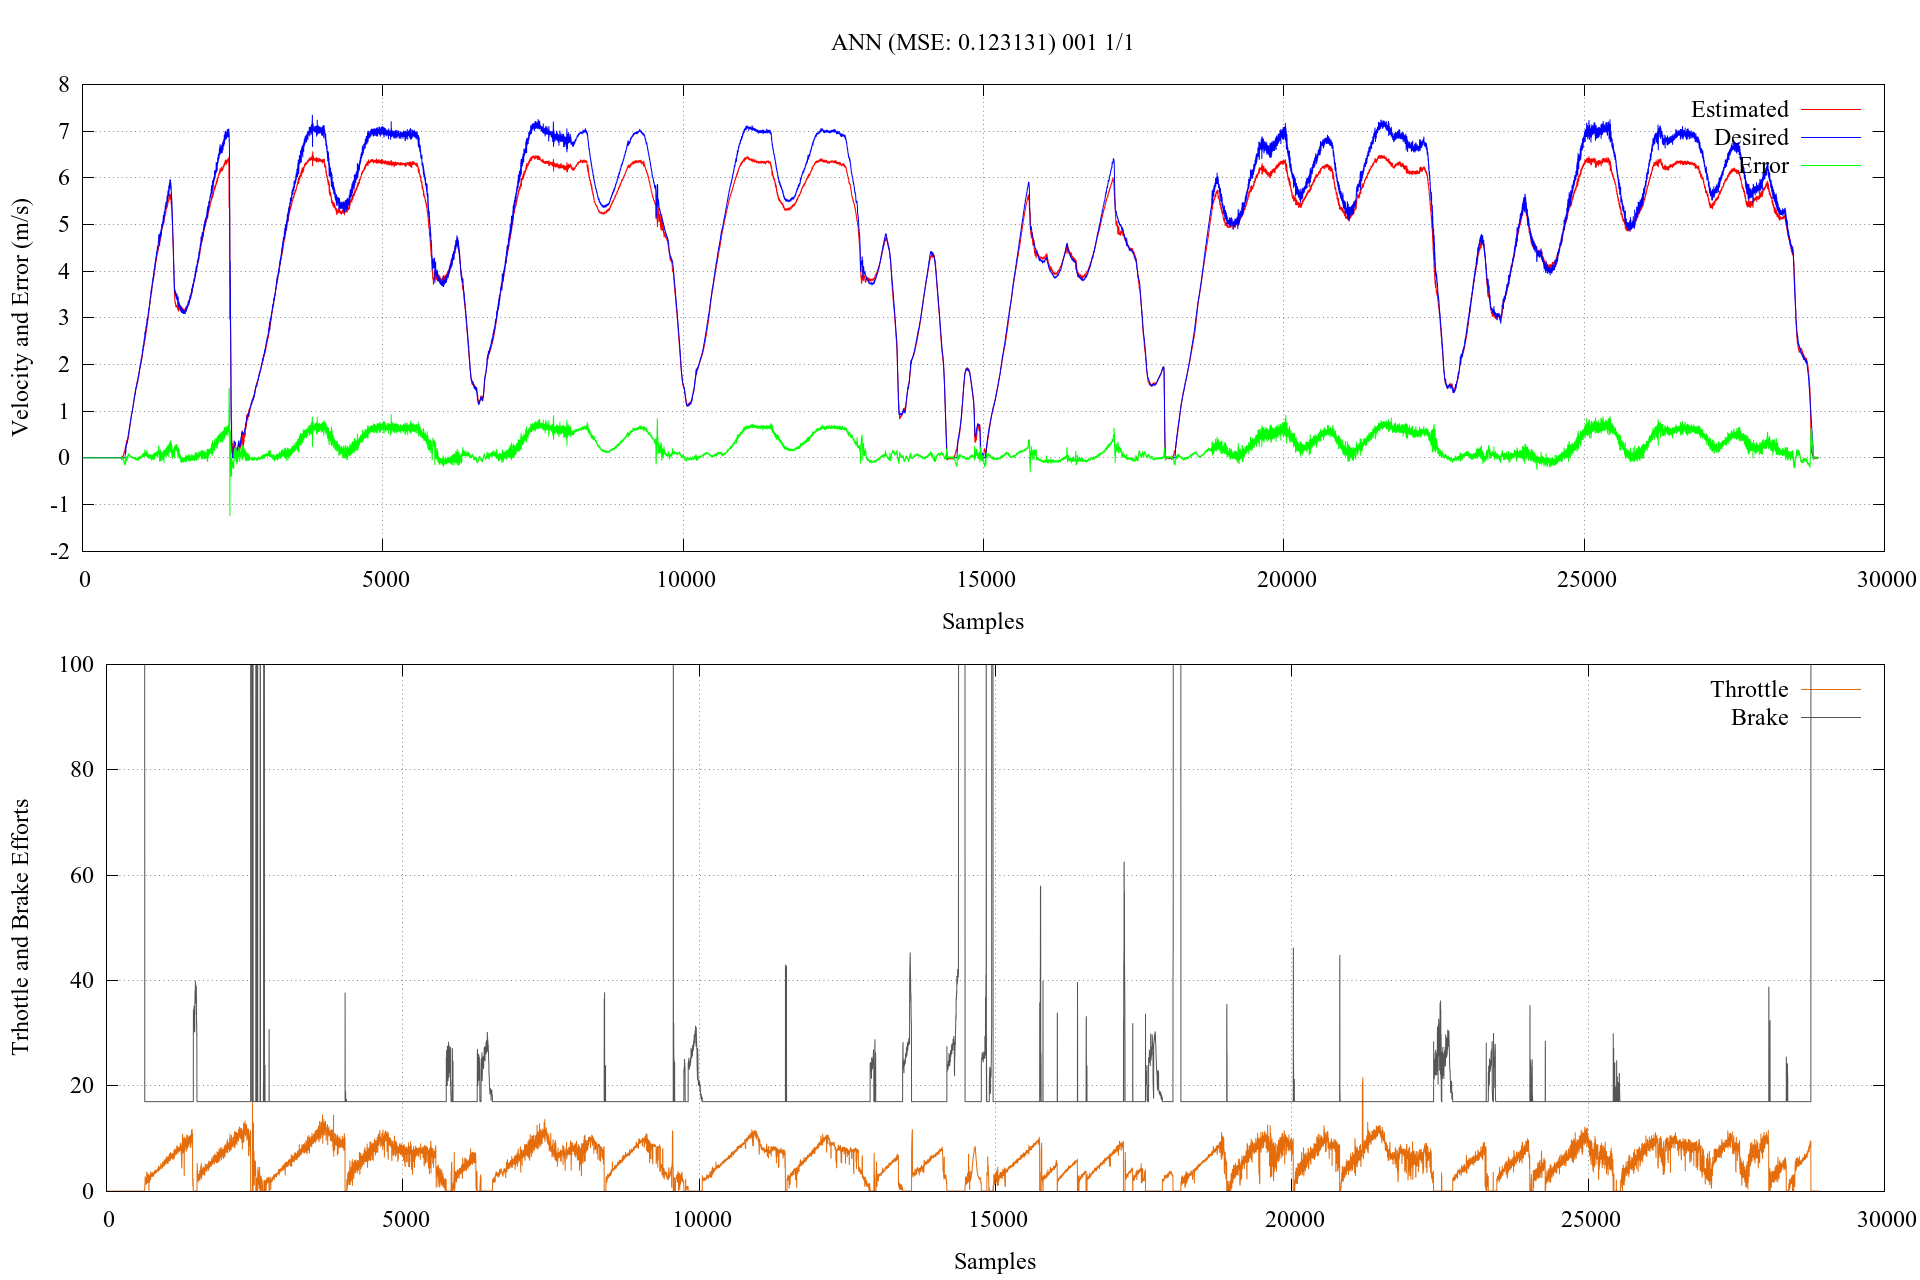 ANN (MSE: 0.123131) 001 1/1
8
7
6
5
4
3
2
1
0
-1
-2
Velocity and Error (m/s)
Estimated
Desired
Error
0 5000 10000 15000 20000 25000 30000
Samples
100
80
60
40
20
0
Trhottle and Brake Efforts
Throttle
Brake
0 5000 10000 15000 20000 25000 30000
Samples